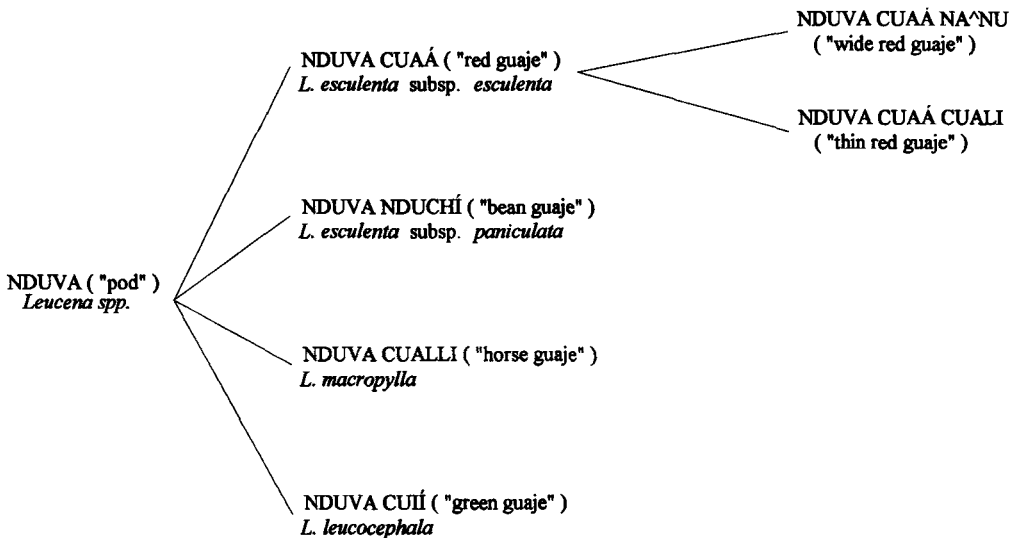 NDUVA CUAÁ NA^NU
( "wide red guaje" )
NDUVA CUAÁ ( "red guaje" )
L. esculenta subsp. esculenta
NDUVA CUAÁ CUALI
( "thin red guaje" )
NDUVA NDUCHÍ ( "bean guaje" )
L. esculenta subsp. paniculata
NDUVA ( "pod" )
Leucena spp.
NDUVA CUALLI ( "horse guaje" )
L. macropylla
NDUVA CUIÍ ( "green guaje" )
L. leucocephala